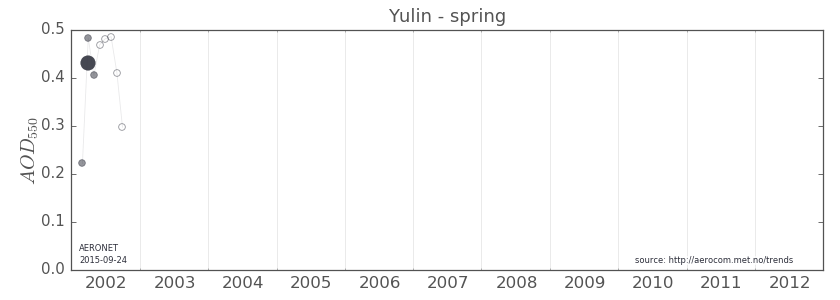 Yulin - spring
0.5
0.4
0.3
0.2
0.1
0.0
AOD550
AERONET
2015-09-24
source: http://aerocom.met.no/trends
2002 2003 2004 2005 2006 2007 2008 2009 2010 2011 2012